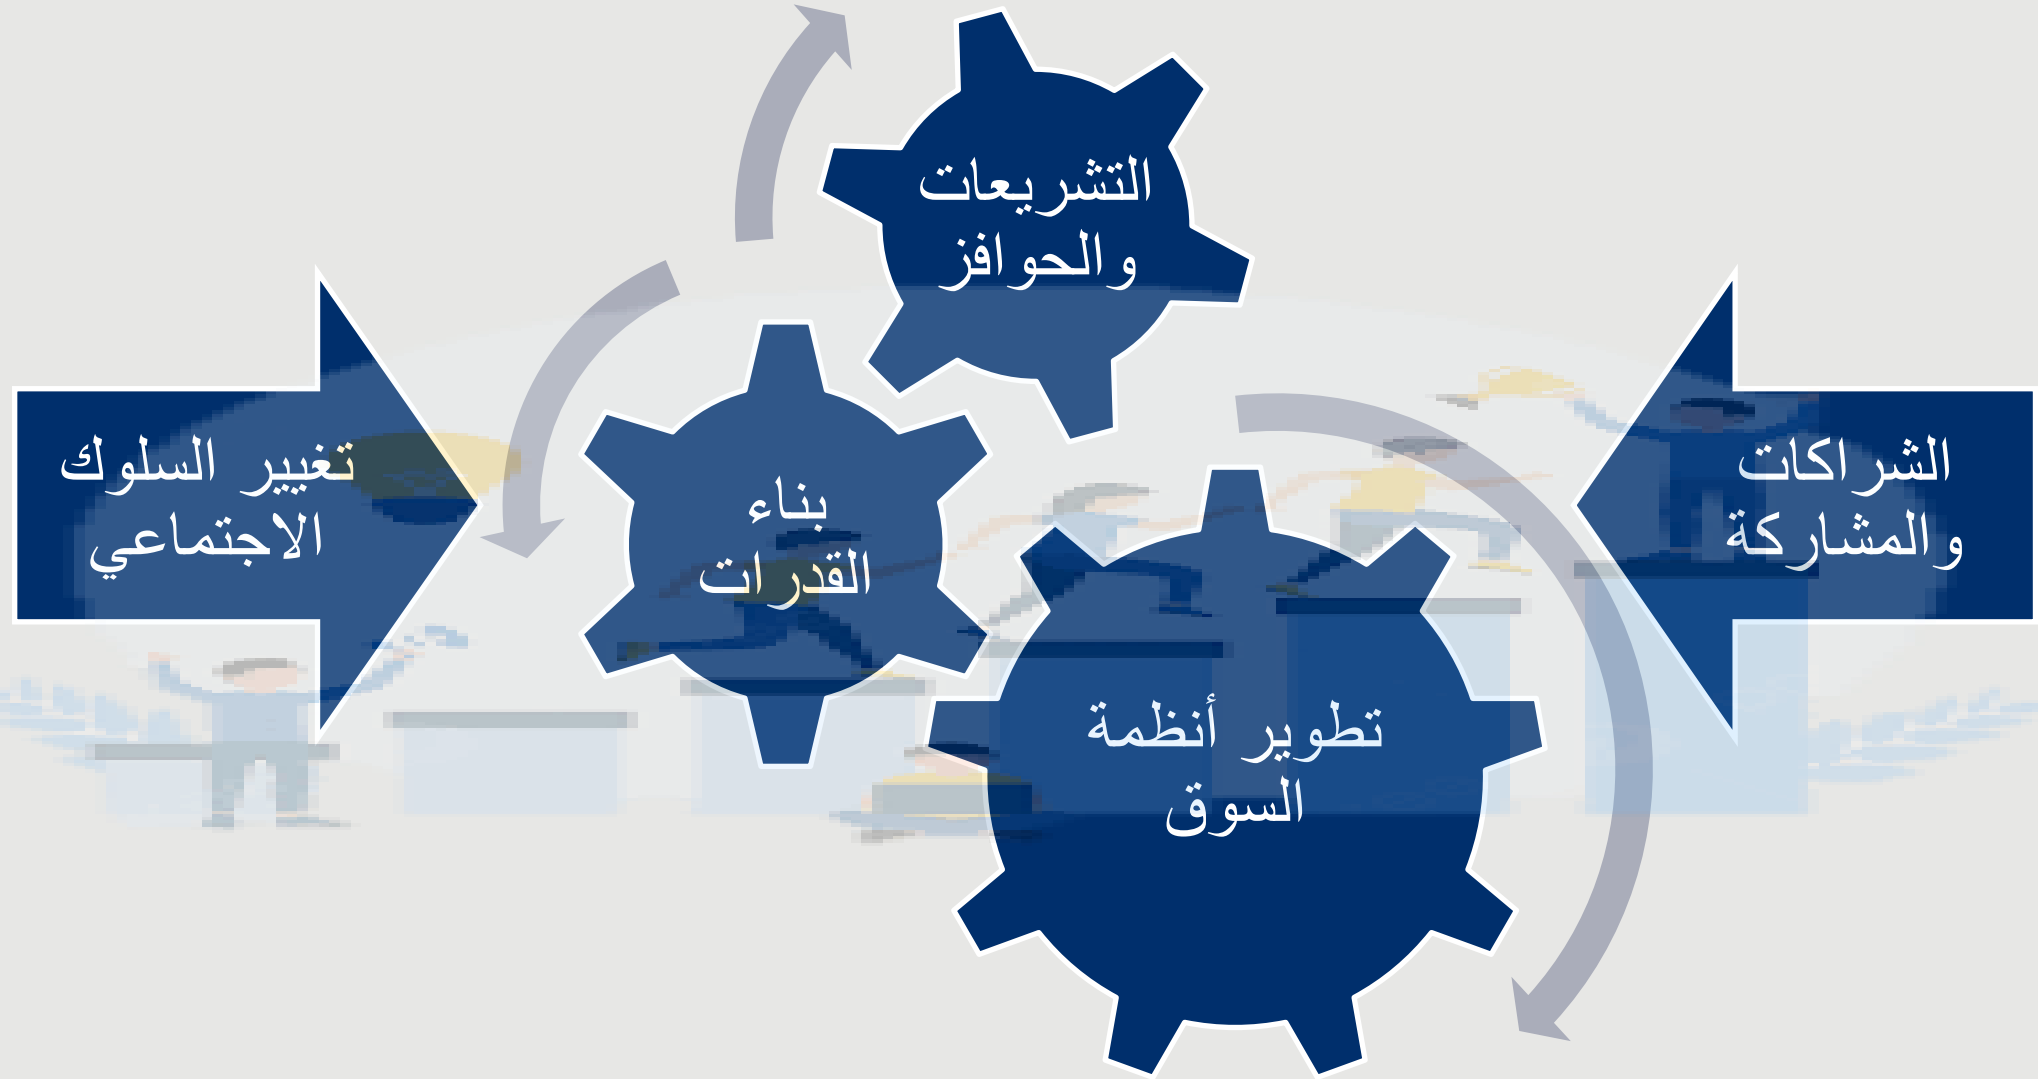 التشريعات
والحوافز
الشراكات
والمشاركة
تغيير السلوك
الاجتماعي
بناء
القدرات
تطوير أنظمة
السوق